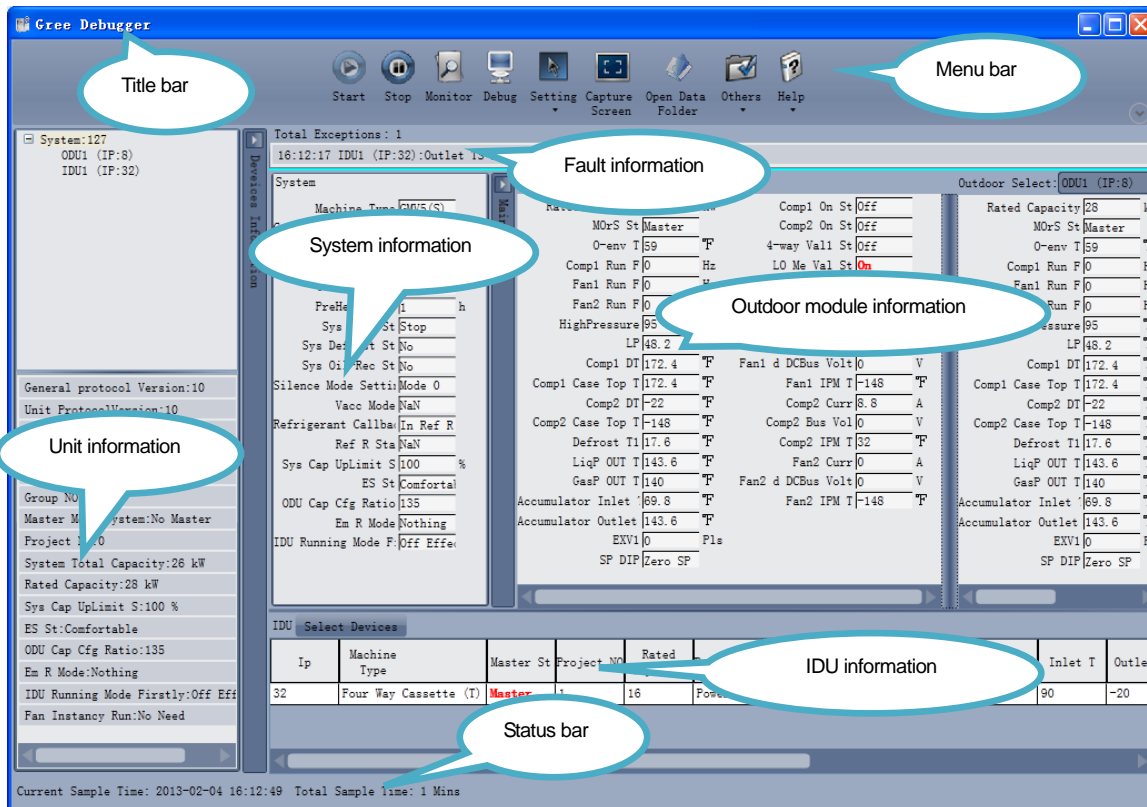 Gree Debugger
Title bar
Menu bar
Start Stop Monitor Debug Setting Capture Screen Open Data Folder Others Help
System:127
ODU1 (IP:8)
IDU1 (IP:32)
Total Exceptions: 1
16:12:17 IDU1 (IP:32):Outlet
Fault information
System
Outdoor Select: ODU1 (IP:8)
Machine Type GMV5(S)
System information
h
Sys St Stop
Sys St No
Sys Rec St No
Silence Mode Settin Mode 0
Vacc Mode NaN
Refrigerant Callbac In Ref R
Ref R Sta NaN
Sys Cap UpLimit S 100 %
ES St Comfortal
ODU Cap Cfg Ratio 135
Em R Mode Nothing
IDU Running Mode F: Off Effe
MOrS St Master
O-env T 59 °F
Comp1 Run F 0 Hz
Fan1 Run F 0
Fan2 Run F 0
HighPressure 95
LP 48.2
Comp1 DT 172.4 °F
Comp1 Case Top T 172.4 °F
Comp2 DT -22 °F
Comp2 Case Top T -148 °F
Defrost T1 17.6 °F
LiqP OUT T 143.6 °F
GasP OUT T 140 °F
Accumulator Inlet 69.8 °F
Accumulator Outlet 143.6 °F
EXV1 0 Pls
SP DIP Zero SP
Comp1 On St Off
Comp2 On St Off
4-way Val1 St Off
LO Me Val St On
Outdoor module information
Fan1 d DCBus Volt 0 V
Fan1 IPM T -148 °F
Comp2 Curr 8.8 A
Comp2 Bus Vol 0 V
Comp2 IPM T 32 °F
Fan2 Curr 0 A
Fan2 d DCBus Volt 0 V
Fan2 IPM T -148 °F
Rated Capacity 28
MOrS St Master
O-env T 59
Comp1 Run F 0
Fan1 Run F 0
Run F 0
95
LP 48.2
Comp1 DT 172.4
Comp1 Case Top T 172.4
Comp2 DT -22
Comp2 Case Top T -148
Defrost T1 17.6
LiqP OUT T 143.6
GasP OUT T 140
Accumulator Inlet 69.8
Accumulator Outlet 143.6
EXV1 0
SP DIP Zero SP
General protocol Version:10
Unit ProtocolVersion:10
Unit information
Group NO
Master No Master
Project
System Total Capacity:26 kW
Rated Capacity:28 kW
Sys Cap UpLimit S:100 %
ES St:Comfortable
ODU Cap Cfg Ratio:135
Em R Mode:Nothing
IDU Running Mode Firstly:Off Eff
Fan Instancy Run:No Need
IDU Select Devices
Ip Machine Type Master St Project NO Rated Inlet T Outle
32 Four Way Cassette (T) Master 1 16 90 -20
IDU information
Status bar
Current Sample Time: 2013-02-04 16:12:49 Total Sample Time: 1 Mins